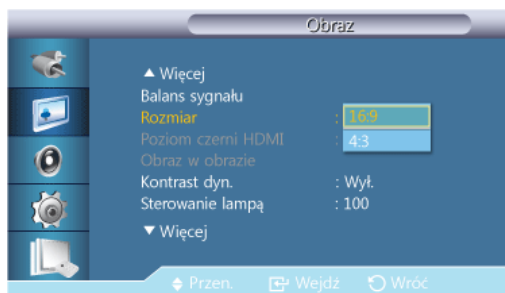 Obraz
▲ Więcej
Balans sygnału
Rozmiar : 16:9
Poziom czerni HDMI : 4:3
Obraz w obrazie
Kontrast dyn. : Wył.
Sterowanie lampą : 100
▼ Więcej
Przen. Wejdź Wróć